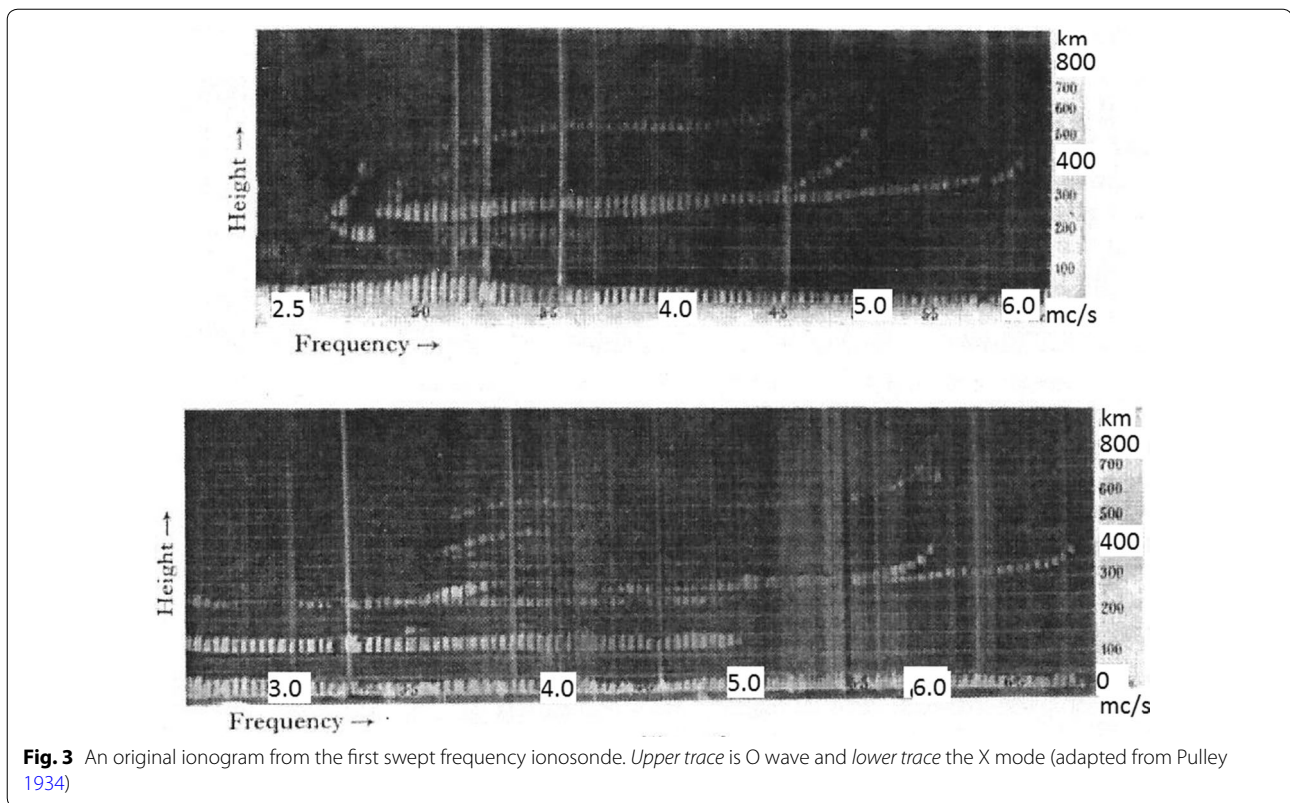 km
800
700
600
500
400
300
200
100
Height →
2.5 4.0 5.0 6.0 mc/s
Frequency →
km
800
700
600
500
400
300
200
100
0
Height →
3.0 4.0 5.0 6.0
mc/s
Frequency →
Fig. 3 An original ionogram from the first swept frequency ionosonde. Upper trace is O wave and lower trace the X mode (adapted from Pulley
1934)